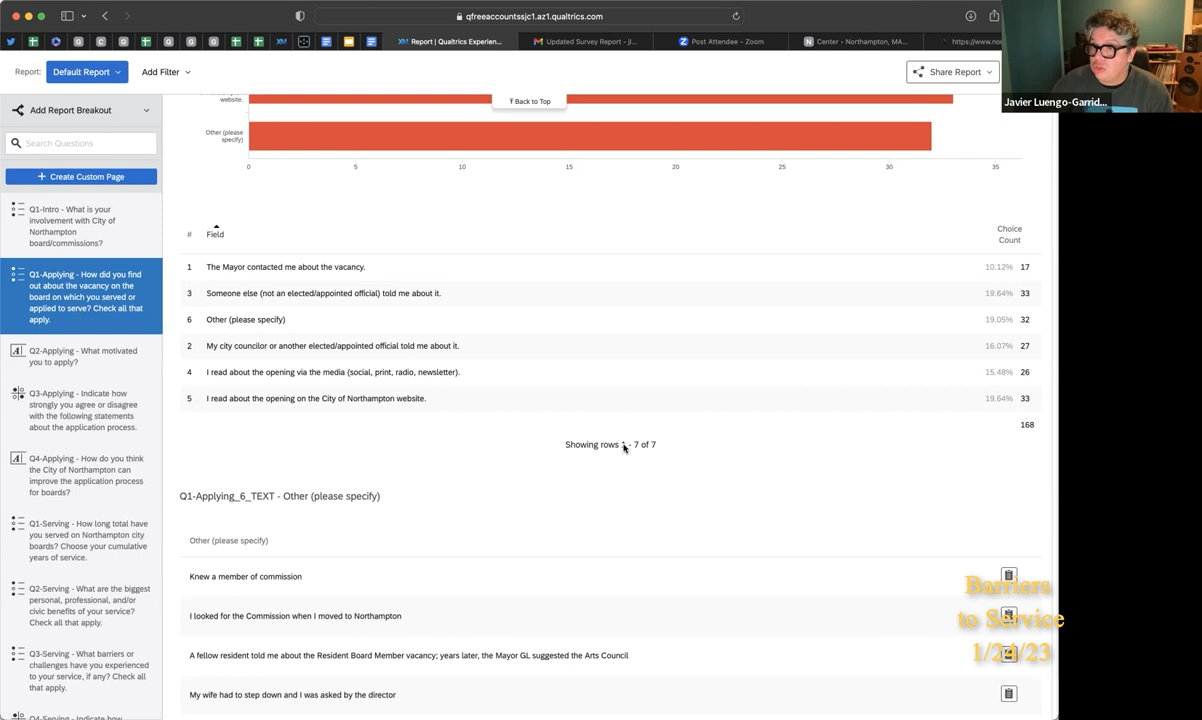 qfreeaccountssjc1.az1.qualtrics.com
Report | Qualtrics Experien...
Updated Survey Report - jl...
Post Attendee - Zoom
Center - Northampton, MA...
https://www.nor
Report:
Default Report
Add Filter
Share Report
Javier Luengo-Garrid...
Add Report Breakout
Search Questions
+ Create Custom Page
Q1-Intro - What is your
involvement with City of
Northampton
board/commissions?
Q1-Applying - How did you find
out about the vacancy on the
board on which you served or
applied to serve? Check all that
apply.
Q2-Applying - What motivated
you to apply?
Q3-Applying - Indicate how
strongly you agree or disagree
with the following statements
about the application process.
Q4-Applying - How do you think
the City of Northampton can
improve the application process
for boards?
Q1-Serving - How long total have
you served on Northampton city
boards? Choose your cumulative
years of service.
Q2-Serving - What are the biggest
personal, professional, and/or
civic benefits of your service?
Check all that apply.
Q3-Serving - What barriers or
challenges have you experienced
to your service, if any? Check all
that apply.
Q4-Serving - Indicate how
website.
Back to Top
Other (please
specify)
0 5 10 15 20 25 30 35
# Field Choice
Count
1 The Mayor contacted me about the vacancy. 10.12% 17
3 Someone else (not an elected/appointed official) told me about it. 19.64% 33
6 Other (please specify) 19.05% 32
2 My city councilor or another elected/appointed official told me about it. 16.07% 27
4 I read about the opening via the media (social, print, radio, newsletter). 15.48% 26
5 I read about the opening on the City of Northampton website. 19.64% 33
168
Showing rows 1 - 7 of 7
Q1-Applying_6_TEXT - Other (please specify)
Other (please specify)
Knew a member of commission
I looked for the Commission when I moved to Northampton
A fellow resident told me about the Resident Board Member vacancy; years later, the Mayor GL suggested the Arts Council
My wife had to step down and I was asked by the director
Barriers
to Service
1/24/23